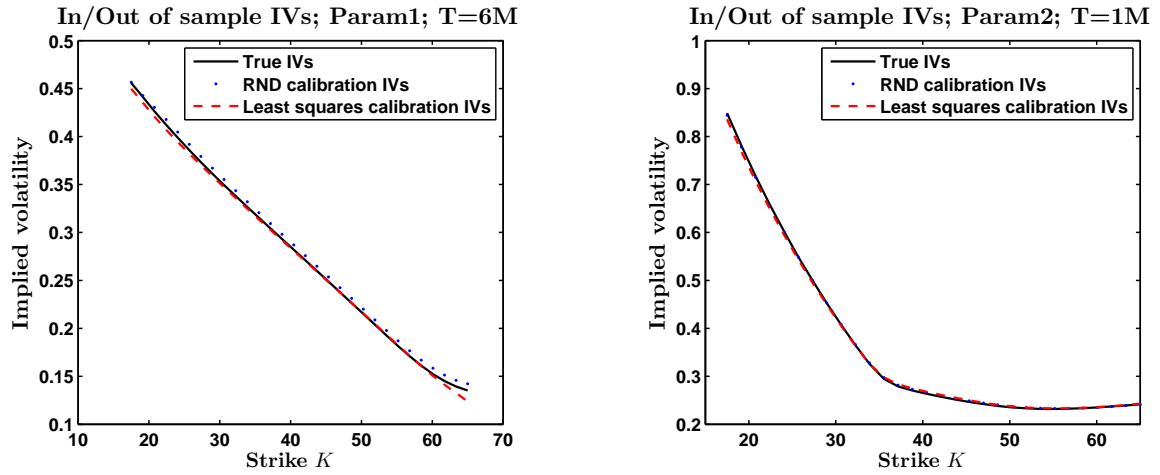 In/Out of sample IVs; Param1; T=6M
0.5
0.45
0.4
0.35
0.3
0.25
0.2
0.15
0.1
Implied volatility
True IVs
RND calibration IVs
Least squares calibration IVs
10 20 30 40 50 60 70
Strike K
In/Out of sample IVs; Param2; T=1M
1
0.9
0.8
0.7
0.6
0.5
0.4
0.3
0.2
Implied volatility
True IVs
RND calibration IVs
Least squares calibration IVs
20 30 40 50 60
Strike K